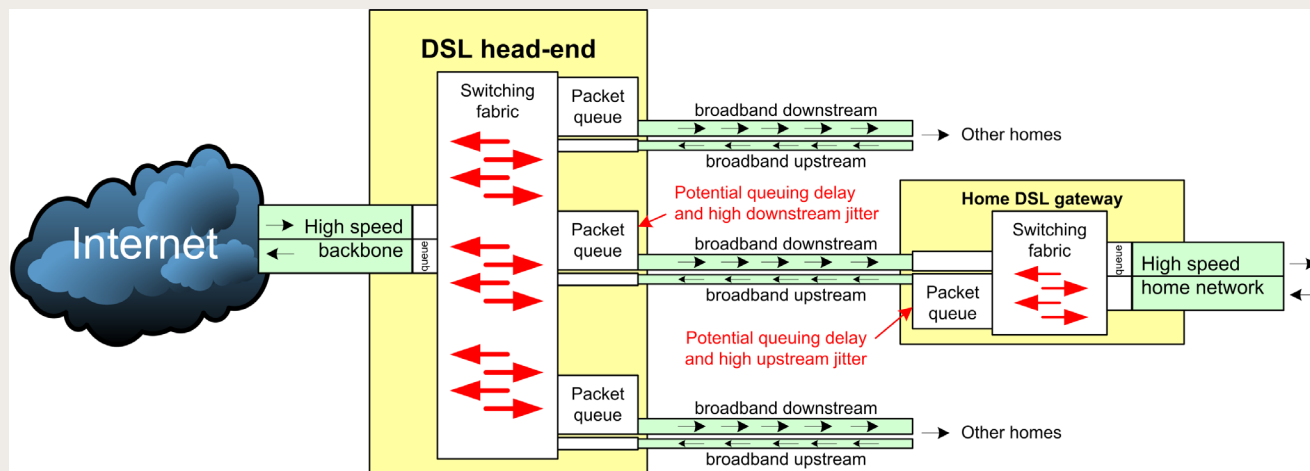 DSL head-end
Switching
fabric
Packet
queue
broadband downstream
broadband upstream
Other homes
Potential queuing delay
and high downstream jitter
Internet
High speed
backbone
queue
Packet
queue
broadband downstream
broadband upstream
Home DSL gateway
Switching
fabric
Packet
queue
queue
High speed
home network
Potential queuing delay
and high upstream jitter
Packet
queue
broadband downstream
broadband upstream
Other homes